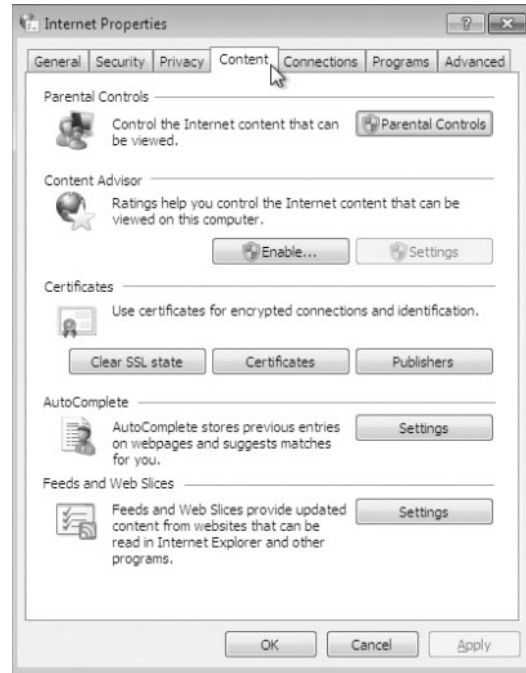 Internet Properties
General Security Privacy Content Connections Programs Advanced
Parental Controls
Control the Internet content that can
be viewed.
Parental Controls
Content Advisor
Ratings help you control the Internet content that can be
viewed on this computer.
Enable... Settings
Certificates
Use certificates for encrypted connections and identification.
Clear SSL state Certificates Publishers
AutoComplete
AutoComplete stores previous entries
on webpages and suggests matches
for you.
Settings
Feeds and Web Slices
Feeds and Web Slices provide updated
content from websites that can be
read in Internet Explorer and other
programs.
Settings
OK Cancel Apply